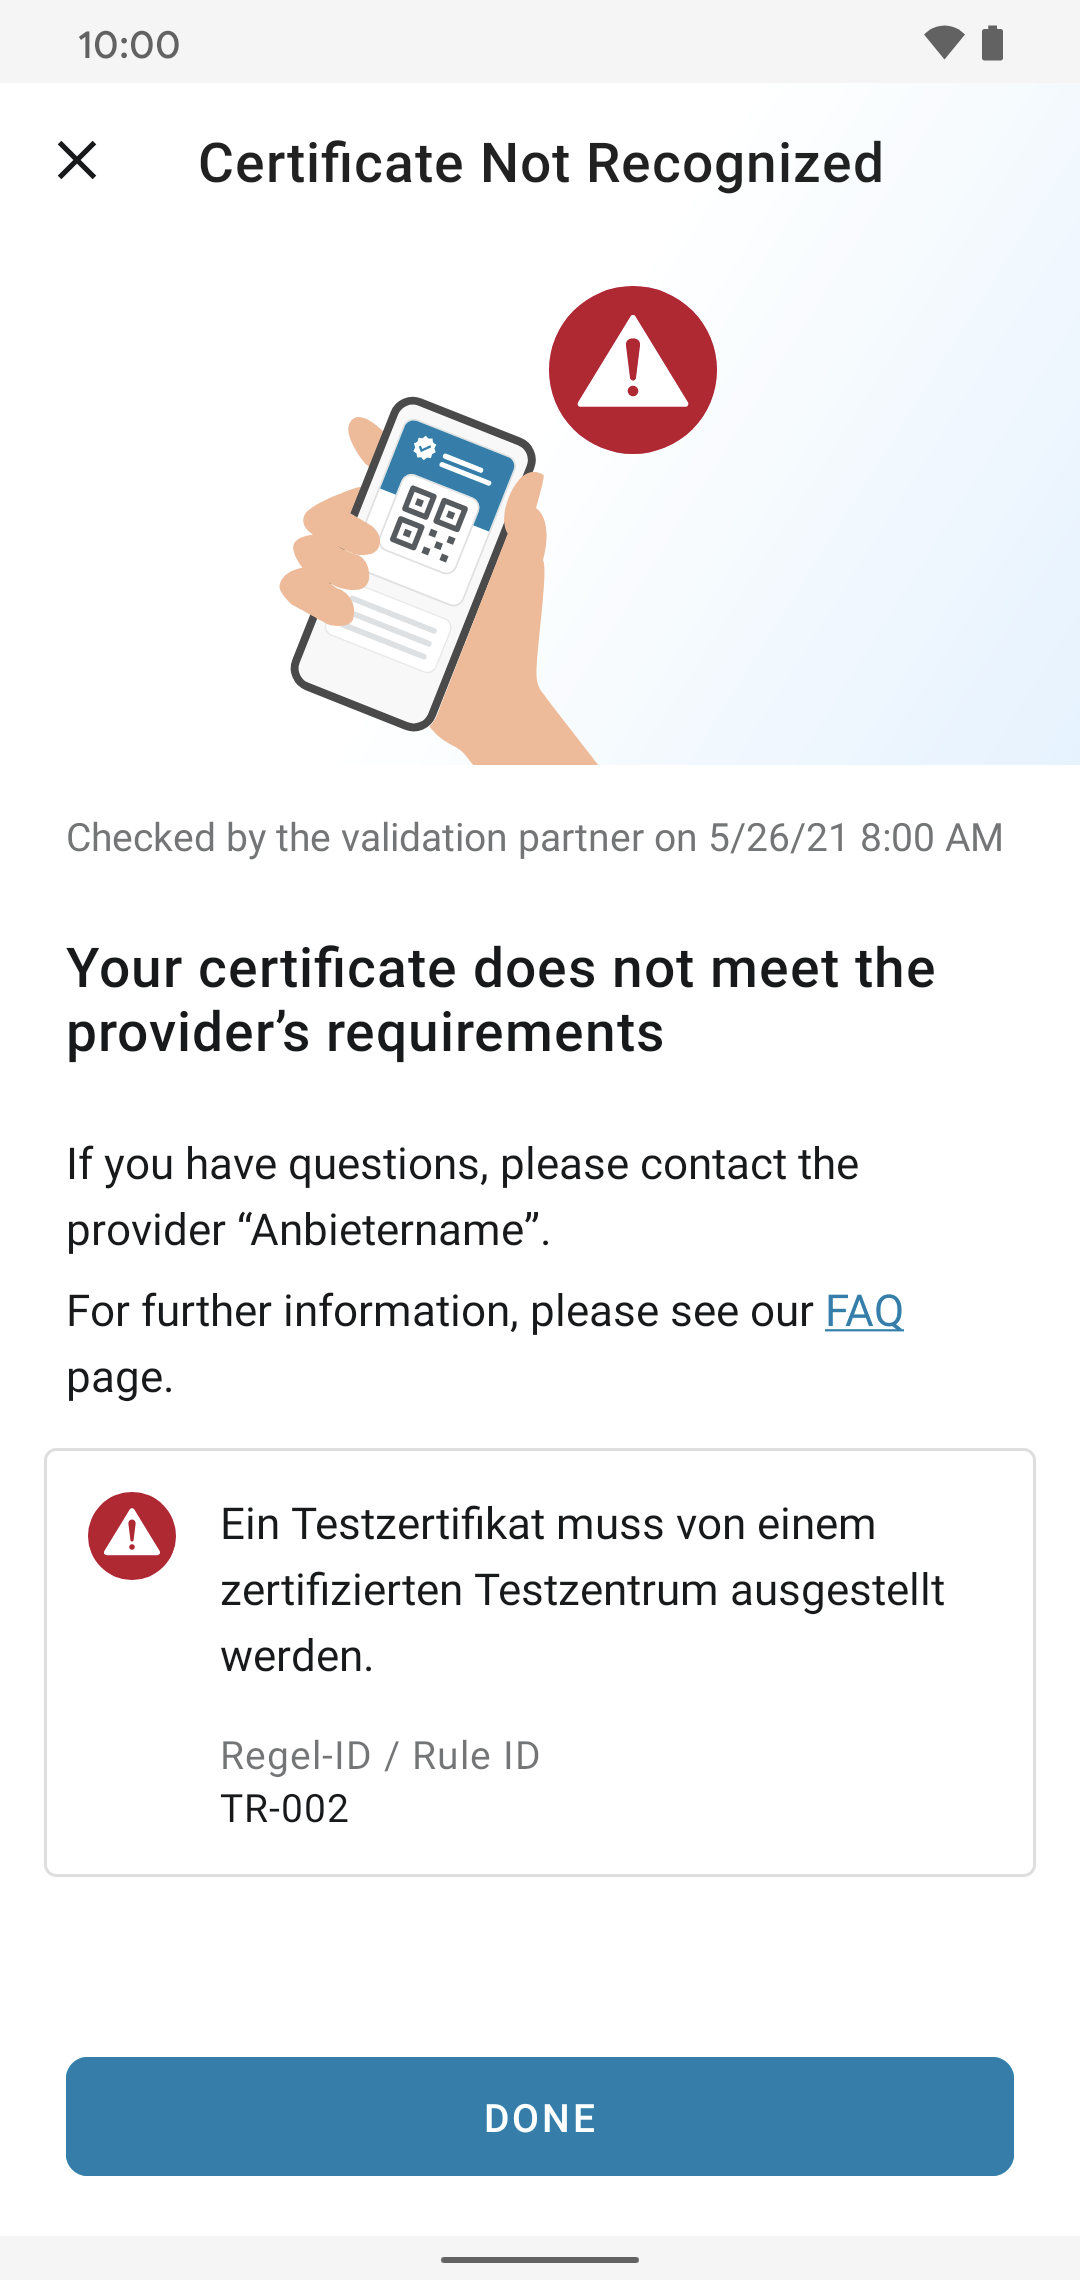 10:00
Certificate Not Recognized
Checked by the validation partner on 5/26/21 8:00 AM
Your certificate does not meet the
provider’s requirements
If you have questions, please contact the
provider “Anbietername”.
For further information, please see our FAQ
page.
Ein Testzertifikat muss von einem
zertifizierten Testzentrum ausgestellt
werden.
Regel-ID / Rule ID
TR-002
DONE